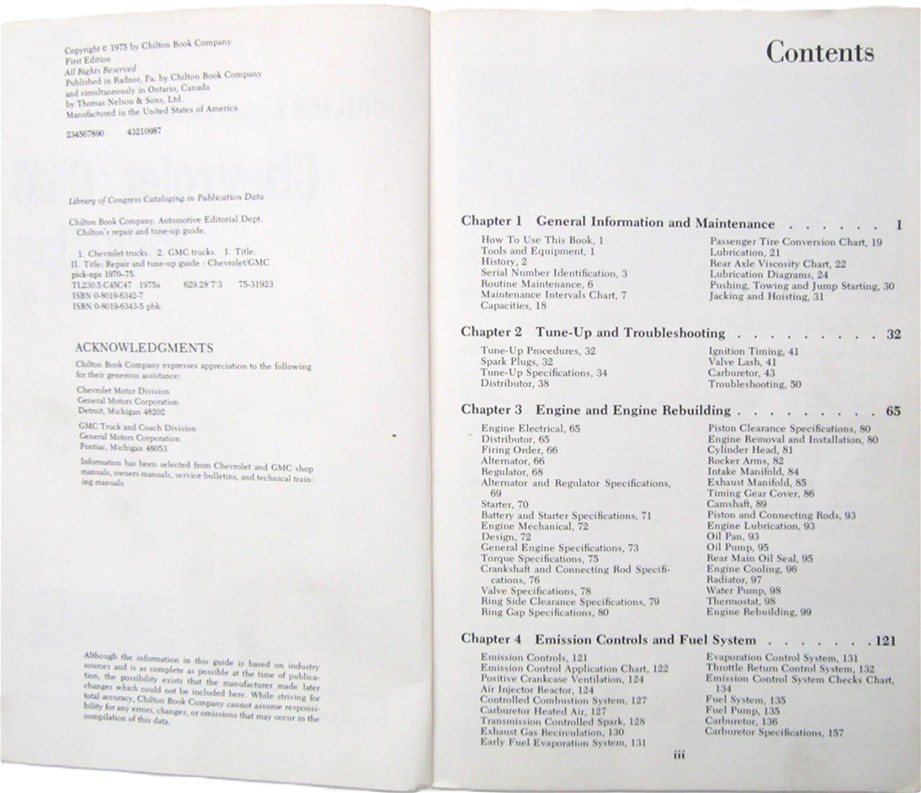 Copyright © 1975 by Chilton Book Company
First Edition
All Rights Reserved
Published in Radnor, Pa. by Chilton Book Company
and simultaneously in Ontario, Canada
by Thomas Nelson & Sons, Ltd.
Manufactured in the United States of America
234567890 43210987
Library of Congress Cataloging in Publication Data
Chilton Book Company. Automotive Editorial Dept.
Chilton's repair and tune-up guide.
1. Chevrolet trucks. 2. GMC trucks. I. Title.
II. Title: Repair and tune-up guide : Chevrolet/GMC
pick-ups 1970-75.
TL230.5.C45C47 1975a 629.28'7'3 75-31923
ISBN 0-8019-6342-7
ISBN 0-8019-6343-5 pbk.
ACKNOWLEDGMENTS
Chilton Book Company expresses appreciation to the following
for their generous assistance:
Chevrolet Motor Division
General Motors Corporation
Detroit, Michigan 48202
GMC Truck and Coach Division
General Motors Corporation
Pontiac, Michigan 48053
Information has been selected from Chevrolet and GMC shop
manuals, owners manuals, service bulletins, and technical train-
ing manuals.
Although the information in this guide is based on industry
sources and is as complete as possible at the time of publica-
tion, the possibility exists that the manufacturer made later
changes which could not be included here. While striving for
total accuracy, Chilton Book Company cannot assume responsi-
bility for any errors, changes, or omissions that may occur in the
compilation of this data.
Contents
Chapter 1 General Information and Maintenance . . . . . . 1
How To Use This Book, 1
Tools and Equipment, 1
History, 2
Serial Number Identification, 3
Routine Maintenance, 6
Maintenance Intervals Chart, 7
Capacities, 18
Passenger Tire Conversion Chart, 19
Lubrication, 21
Rear Axle Viscosity Chart, 22
Lubrication Diagrams, 24
Pushing, Towing and Jump Starting, 30
Jacking and Hoisting, 31
Chapter 2 Tune-Up and Troubleshooting . . . . . . . . . 32
Tune-Up Procedures, 32
Spark Plugs, 32
Tune-Up Specifications, 34
Distributor, 38
Ignition Timing, 41
Valve Lash, 41
Carburetor, 43
Troubleshooting, 50
Chapter 3 Engine and Engine Rebuilding . . . . . . . . . 65
Engine Electrical, 65
Distributor, 65
Firing Order, 66
Alternator, 66
Regulator, 68
Alternator and Regulator Specifications,
69
Starter, 70
Battery and Starter Specifications, 71
Engine Mechanical, 72
Design, 72
General Engine Specifications, 73
Torque Specifications, 75
Crankshaft and Connecting Rod Specifi-
cations, 76
Valve Specifications, 78
Ring Side Clearance Specifications, 79
Ring Gap Specifications, 80
Piston Clearance Specifications, 80
Engine Removal and Installation, 80
Cylinder Head, 81
Rocker Arms, 82
Intake Manifold, 84
Exhaust Manifold, 85
Timing Gear Cover, 86
Camshaft, 89
Piston and Connecting Rods, 93
Engine Lubrication, 93
Oil Pan, 93
Oil Pump, 95
Rear Main Oil Seal, 95
Engine Cooling, 96
Radiator, 97
Water Pump, 98
Thermostat, 98
Engine Rebuilding, 99
Chapter 4 Emission Controls and Fuel System . . . . . . . 121
Emission Controls, 121
Emission Control Application Chart, 122
Positive Crankcase Ventilation, 124
Air Injector Reactor, 124
Controlled Combustion System, 127
Carburetor Heated Air, 127
Transmission Controlled Spark, 128
Exhaust Gas Recirculation, 130
Early Fuel Evaporation System, 131
Evaporation Control System, 131
Throttle Return Control System, 132
Emission Control System Checks Chart,
134
Fuel System, 135
Fuel Pump, 135
Carburetor, 136
Carburetor Specifications, 157
iii